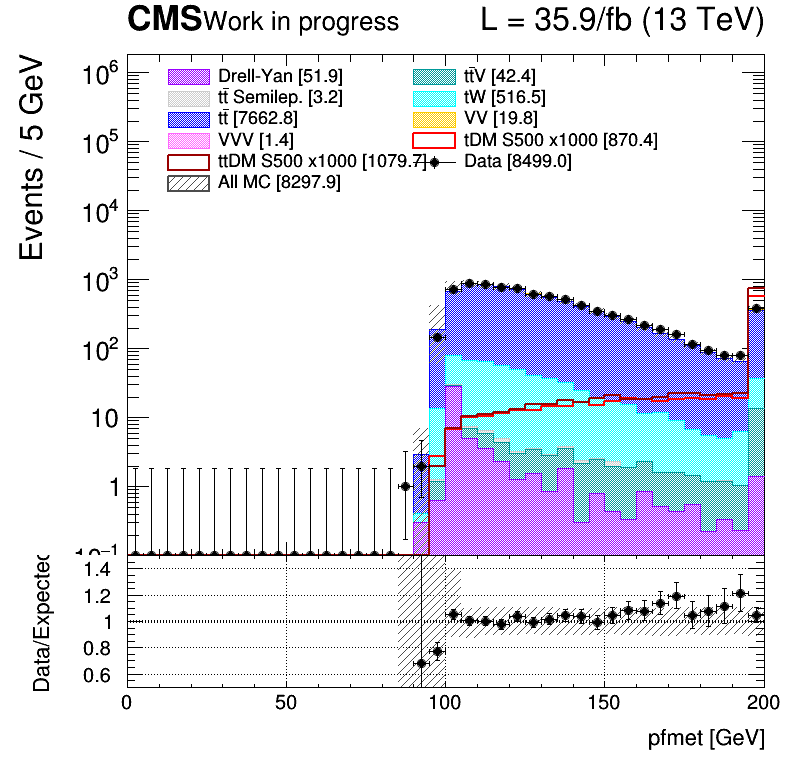 CMS Work in progress L = 35.9/fb (13 TeV)
Events / 5 GeV
10⁶
10⁵
10⁴
10³
10²
10
1
10⁻¹
Drell-Yan [51.9] tt̄V [42.4]
tt̄ Semilep. [3.2] tW [516.5]
tt̄ [7662.8] VV [19.8]
VVV [1.4] tDM S500 x1000 [870.4]
ttDM S500 x1000 [1079.7] Data [8499.0]
All MC [8297.9]
Data/Expected
1.4
1.2
1
0.8
0.6
0 50 100 150 200
pfmet [GeV]